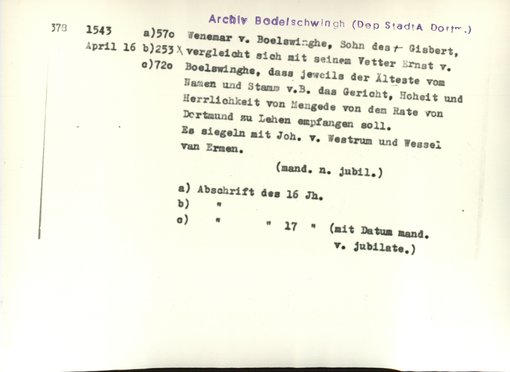 Archiv Bodelschwingh (Dep StadtA Dortm.)
378 1543 a)570 Wenemar v. Boelswinghe, Sohn des + Gisbert,
April 16 b)253 x vergleicht sich mit seinem Vetter Ernst v.
c)720 Boelswinghe, dass jeweils der Älteste vom
Namen und Stamm v.B. das Gericht, Hoheit und
Herrlichkeit von Mengede von dem Rate von
Dortmund zu Lehen empfangen soll.
Es siegeln mit Joh. v. Westrum und Wessel
van Ermen.
(mand. n. jubil.)
a) Abschrift des 16 Jh.
b) "
c) " " 17 " (mit Datum mand.
v. jubilate.)